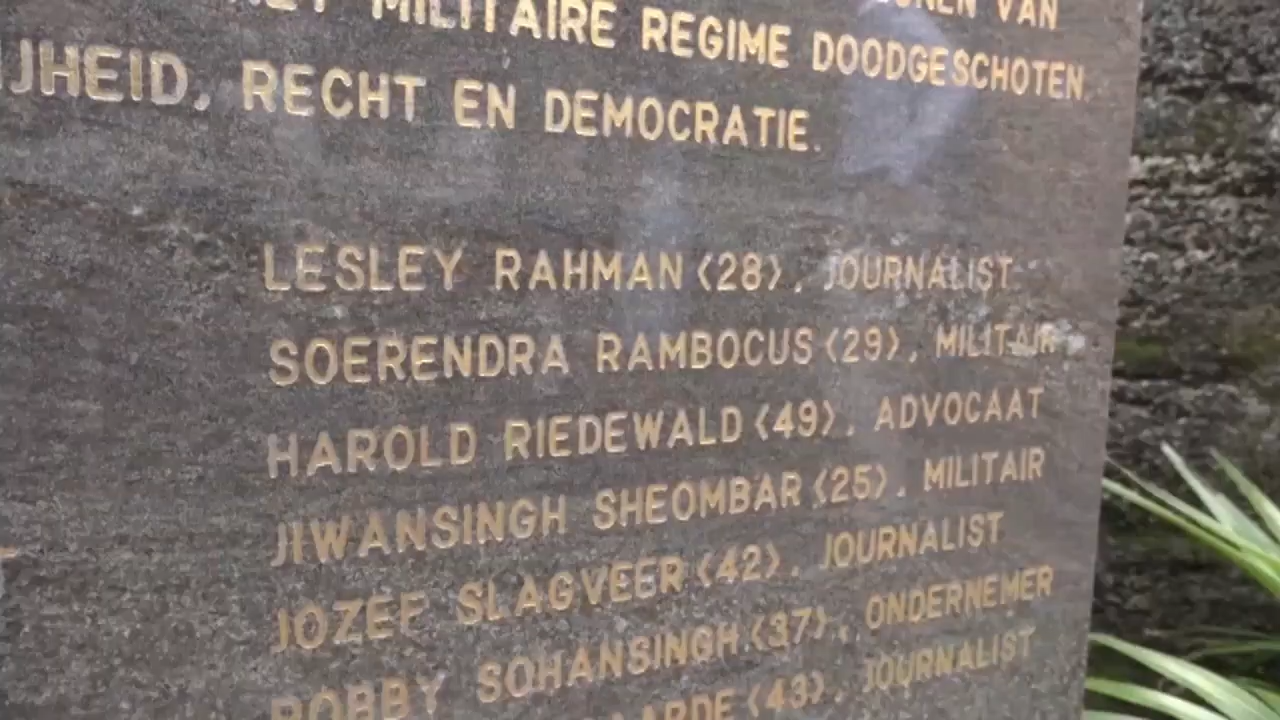 MILITAIRE REGIME DOODGESCHOTEN.
RECHT EN DEMOCRATIE.
LESLEY RAHMAN (28), JOURNALIST
SOERENDRA RAMBOCUS (29), MILITAIR
HAROLD RIEDEWALD (49), ADVOCAAT
JIWANSINGH SHEOMBAR (25), MILITAIR
JOZEF SLAGVEER (42), JOURNALIST
ROBBY SOHANSINGH (37), ONDERNEMER
(43), JOURNALIST